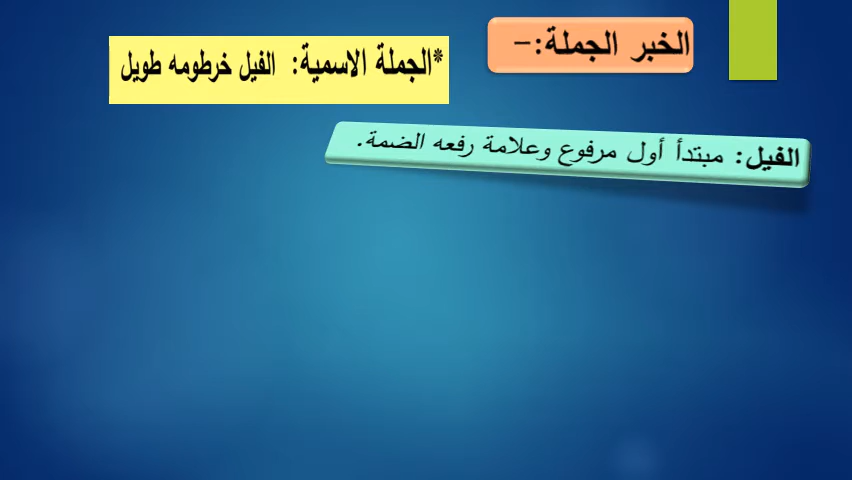 الخبر الجملة:-
*الجملة الاسمية: الفيل خرطومه طويل
الفيل: مبتدأ أول مرفوع وعلامة رفعه الضمة.